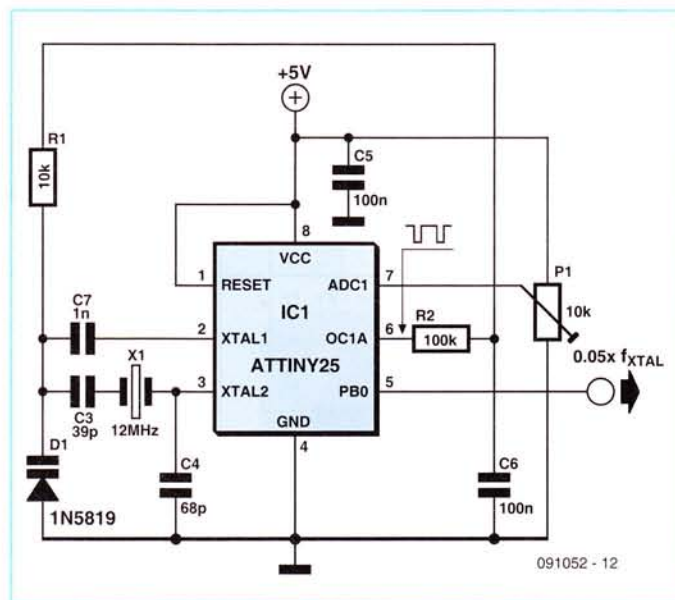 +5V
R1
10k
C5
100n
8
VCC
1
RESET
ADC1
7
P1
10k
C7
1n
IC1
R2
2
XTAL1
OC1A
6
100k
X1
ATTINY25
0.05x fXTAL
3
XTAL2
PB0
5
C3
39p
12MHz
GND
D1
C4
4
C6
1N5819
68p
100n
091052 - 12